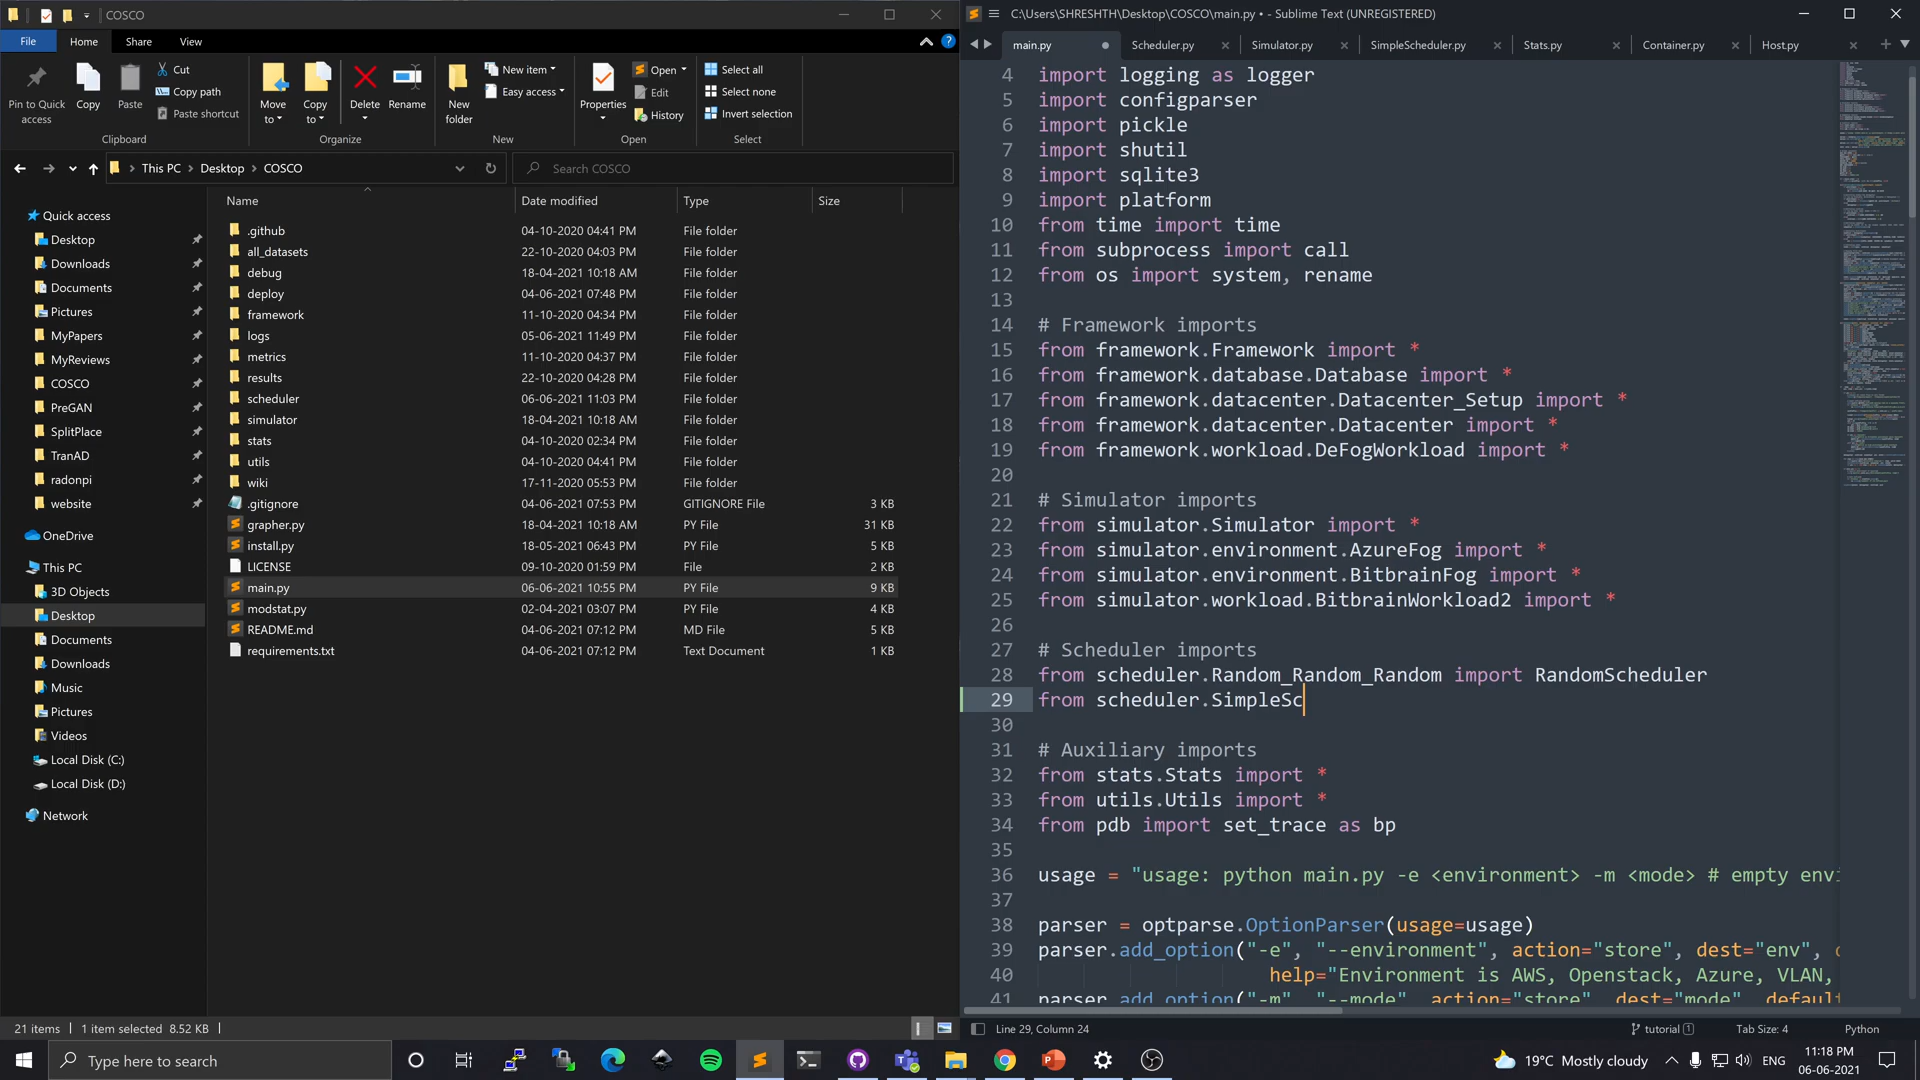 COSCO
File
Home
Share
View
Pin to Quick access
Copy
Paste
Cut
Copy path
Paste shortcut
Clipboard
Move to
Copy to
Delete
Rename
Organize
New folder
New item
Easy access
New
Properties
Open
Edit
History
Open
Select all
Select none
Invert selection
Select
This PC
Desktop
COSCO
Search COSCO
Name
Date modified
Type
Size
Quick access
Desktop
Downloads
Documents
Pictures
MyPapers
MyReviews
COSCO
PreGAN
SplitPlace
TranAD
radonpi
website
OneDrive
This PC
3D Objects
Desktop
Documents
Downloads
Music
Pictures
Videos
Local Disk (C:)
Local Disk (D:)
Network
.github 04-10-2020 04:41 PM File folder
all_datasets 22-10-2020 04:03 PM File folder
debug 18-04-2021 10:18 AM File folder
deploy 04-06-2021 07:48 PM File folder
framework 11-10-2020 04:34 PM File folder
logs 05-06-2021 11:49 PM File folder
metrics 11-10-2020 04:37 PM File folder
results 22-10-2020 04:28 PM File folder
scheduler 06-06-2021 11:03 PM File folder
simulator 18-04-2021 10:18 AM File folder
stats 04-10-2020 02:34 PM File folder
utils 04-10-2020 04:41 PM File folder
wiki 17-11-2020 05:53 PM File folder
.gitignore 04-06-2021 07:53 PM GITIGNORE File 3 KB
grapher.py 18-04-2021 10:18 AM PY File 31 KB
install.py 18-05-2021 06:43 PM PY File 5 KB
LICENSE 09-10-2020 01:59 PM File 2 KB
main.py 06-06-2021 10:55 PM PY File 9 KB
modstat.py 02-04-2021 03:07 PM PY File 4 KB
README.md 04-06-2021 07:12 PM MD File 5 KB
requirements.txt 04-06-2021 07:12 PM Text Document 1 KB
21 items
1 item selected 8.52 KB
C:\Users\SHRESHTH\Desktop\COSCO\main.py • - Sublime Text (UNREGISTERED)
main.py
Scheduler.py
Simulator.py
SimpleScheduler.py
Stats.py
Container.py
Host.py
4 import logging as logger
5 import configparser
6 import pickle
7 import shutil
8 import sqlite3
9 import platform
10 from time import time
11 from subprocess import call
12 from os import system, rename
13
14 # Framework imports
15 from framework.Framework import *
16 from framework.database.Database import *
17 from framework.datacenter.Datacenter_Setup import *
18 from framework.datacenter.Datacenter import *
19 from framework.workload.DeFogWorkload import *
20
21 # Simulator imports
22 from simulator.Simulator import *
23 from simulator.environment.AzureFog import *
24 from simulator.environment.BitbrainFog import *
25 from simulator.workload.BitbrainWorkload2 import *
26
27 # Scheduler imports
28 from scheduler.Random_Random_Random import RandomScheduler
29 from scheduler.SimpleSc
30
31 # Auxiliary imports
32 from stats.Stats import *
33 from utils.Utils import *
34 from pdb import set_trace as bp
35
36 usage = "usage: python main.py -e <environment> -m <mode> # empty envi
37
38 parser = optparse.OptionParser(usage=usage)
39 parser.add_option("-e", "--environment", action="store", dest="env",
40 help="Environment is AWS, Openstack, Azure, VLAN,
41 parser.add_option("-m", "--mode", action="store", dest="mode", default
Line 29, Column 24
tutorial 1
Tab Size: 4
Python
Type here to search
19°C Mostly cloudy
ENG
11:18 PM
06-06-2021